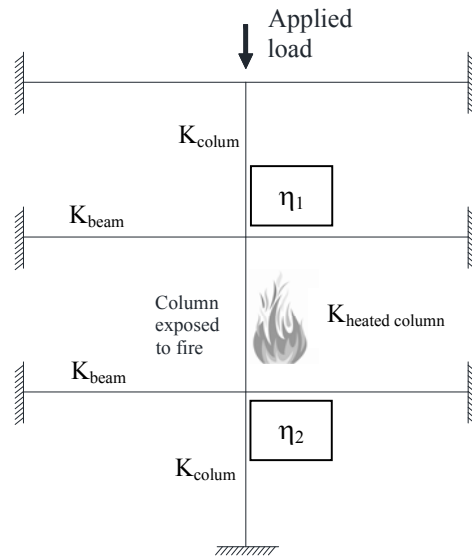 Applied
load
K_colum
η1
K_beam
Column
exposed
to fire
K_heated column
K_beam
η2
K_colum